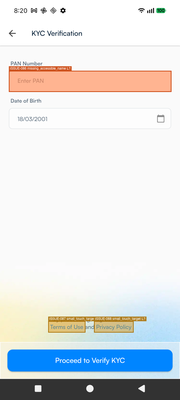 8:20
KYC Verification
PAN Number
Enter PAN
Date of Birth
18/03/2001
Terms of Use and Privacy Policy
Proceed to Verify KYC